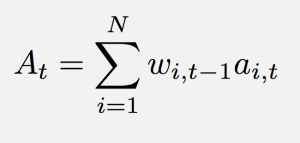 A_t = \sum_{i=1}^{N} w_{i,t-1} a_{i,t}